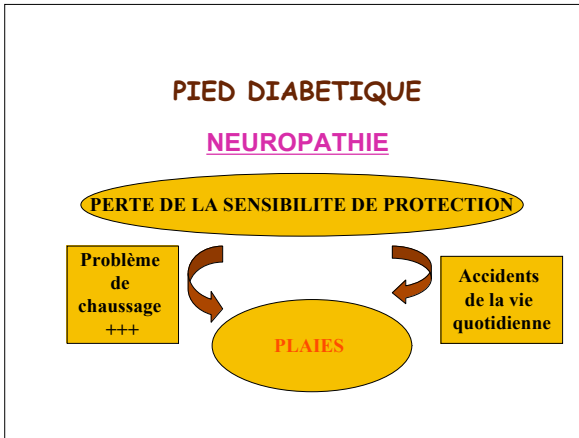 PIED DIABETIQUE
NEUROPATHIE
PERTE DE LA SENSIBILITE DE PROTECTION
Problème
de
chaussage
+++
Accidents
de la vie
quotidienne
PLAIES